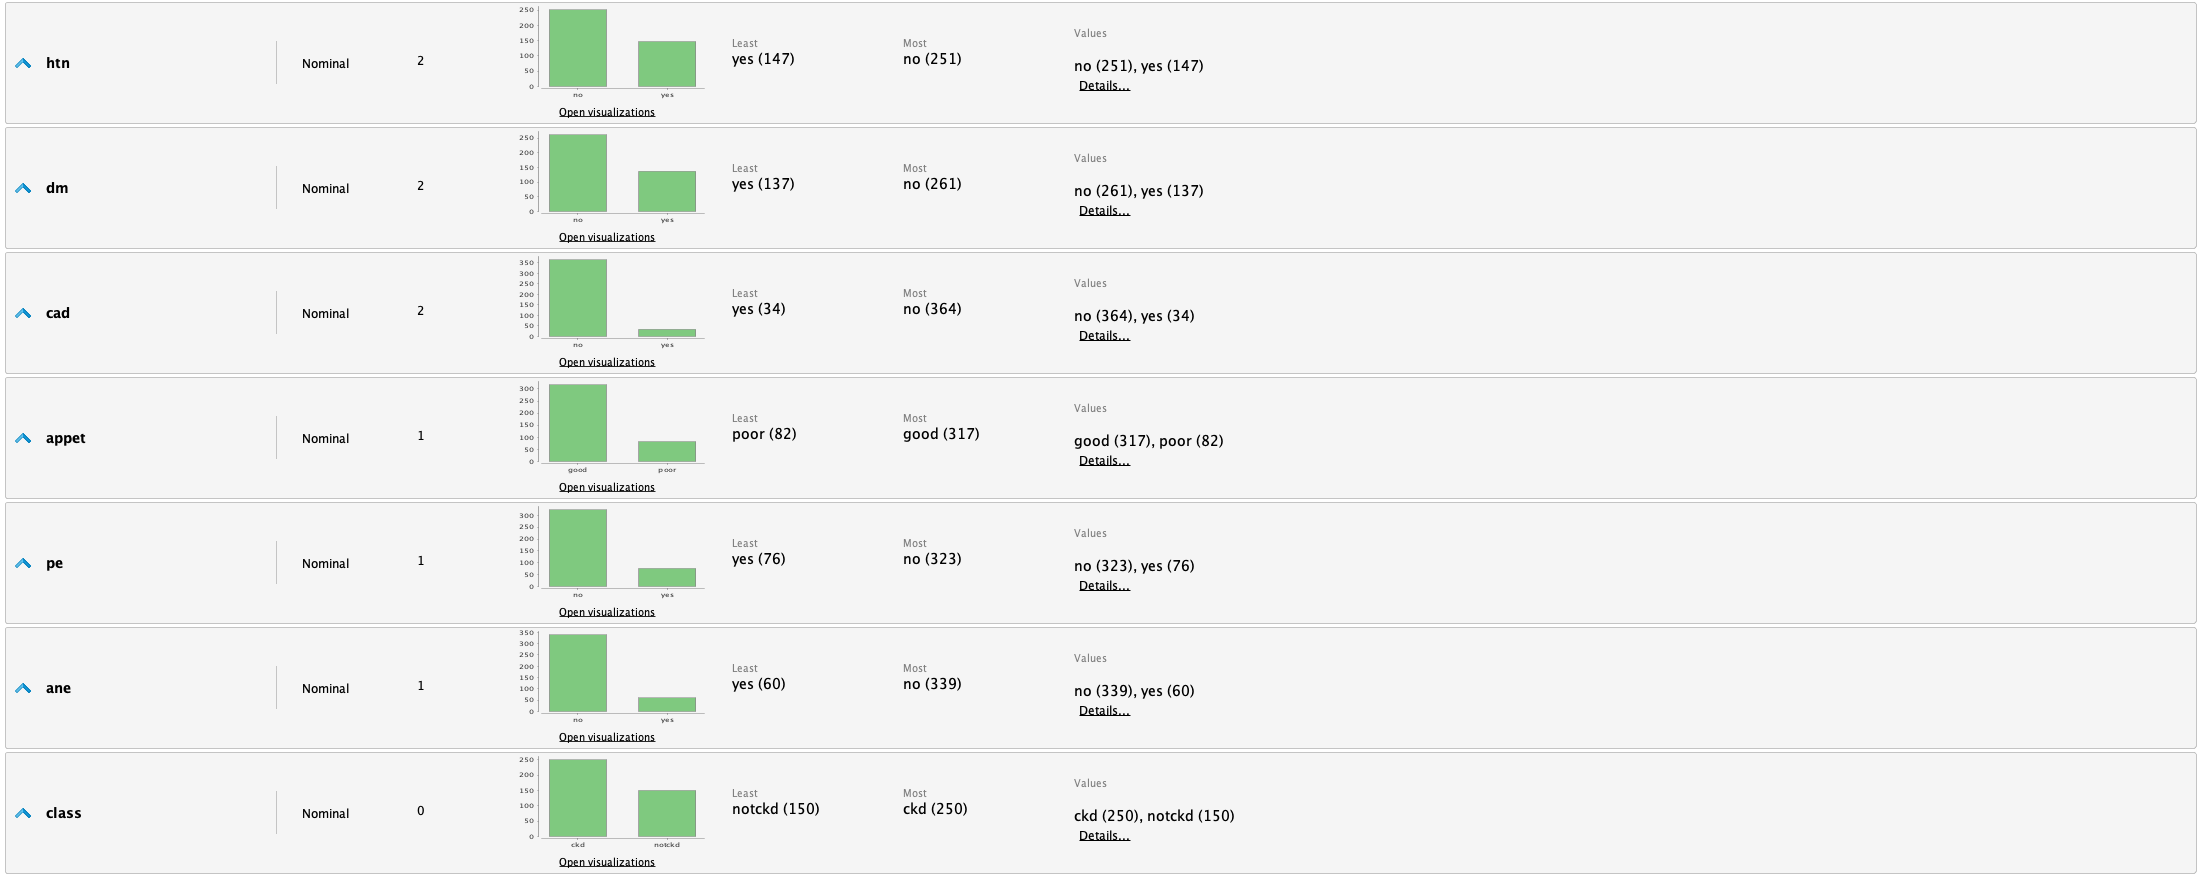 htn
Nominal
2
250
200
150
100
50
0
no yes
Open visualizations
Least
yes (147)
Most
no (251)
Values
no (251), yes (147)
Details...
dm
Nominal
2
250
200
150
100
50
0
no yes
Open visualizations
Least
yes (137)
Most
no (261)
Values
no (261), yes (137)
Details...
cad
Nominal
2
350
300
250
200
150
100
50
0
no yes
Open visualizations
Least
yes (34)
Most
no (364)
Values
no (364), yes (34)
Details...
appet
Nominal
1
300
250
200
150
100
50
0
good poor
Open visualizations
Least
poor (82)
Most
good (317)
Values
good (317), poor (82)
Details...
pe
Nominal
1
300
250
200
150
100
50
0
no yes
Open visualizations
Least
yes (76)
Most
no (323)
Values
no (323), yes (76)
Details...
ane
Nominal
1
350
300
250
200
150
100
50
0
no yes
Open visualizations
Least
yes (60)
Most
no (339)
Values
no (339), yes (60)
Details...
class
Nominal
0
250
200
150
100
50
0
ckd notckd
Open visualizations
Least
notckd (150)
Most
ckd (250)
Values
ckd (250), notckd (150)
Details...